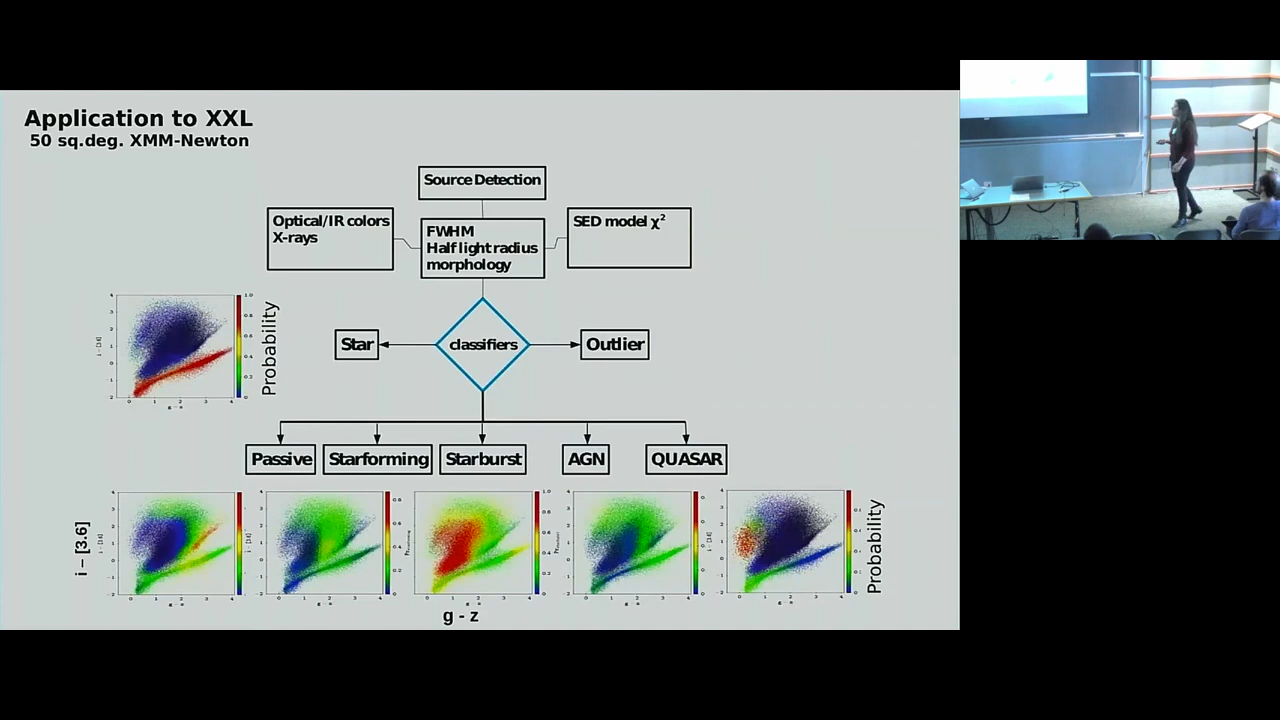 Application to XXL
50 sq.deg. XMM-Newton
Source Detection
Optical/IR colors
X-rays
FWHM
Half light radius
morphology
SED model χ²
Star
classifiers
Outlier
Probability
Passive
Starforming
Starburst
AGN
QUASAR
i − [3.6]
Probability
g - z